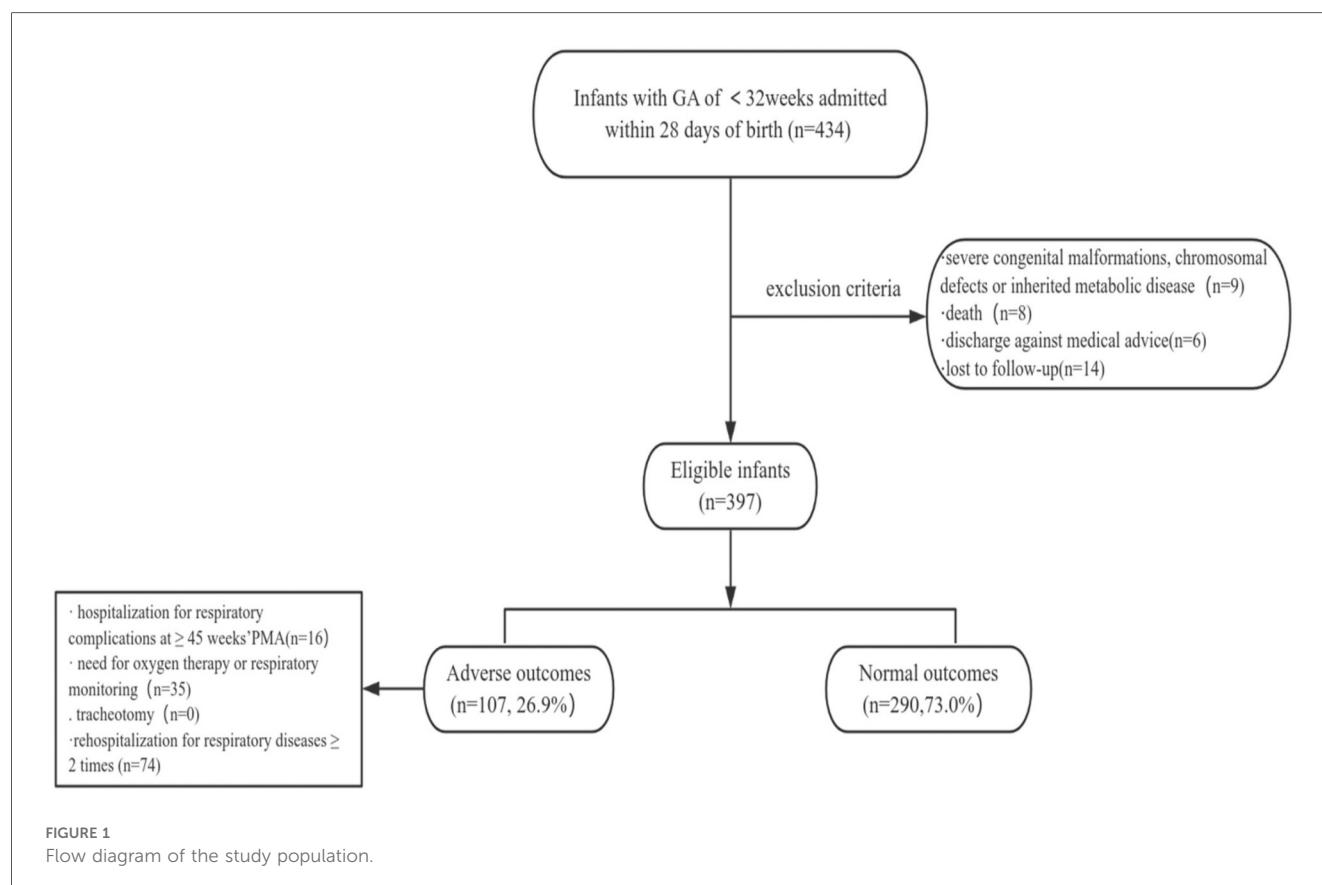 Infants with GA of < 32weeks admitted
within 28 days of birth (n=434)
exclusion criteria
·severe congenital malformations, chromosomal
defects or inherited metabolic disease (n=9)
·death (n=8)
·discharge against medical advice(n=6)
·lost to follow-up(n=14)
Eligible infants
(n=397)
· hospitalization for respiratory
complications at ≥ 45 weeks'PMA(n=16)
· need for oxygen therapy or respiratory
monitoring (n=35)
. tracheotomy (n=0)
·rehospitalization for respiratory diseases ≥
2 times (n=74)
Adverse outcomes
(n=107, 26.9%)
Normal outcomes
(n=290,73.0%)
FIGURE 1
Flow diagram of the study population.